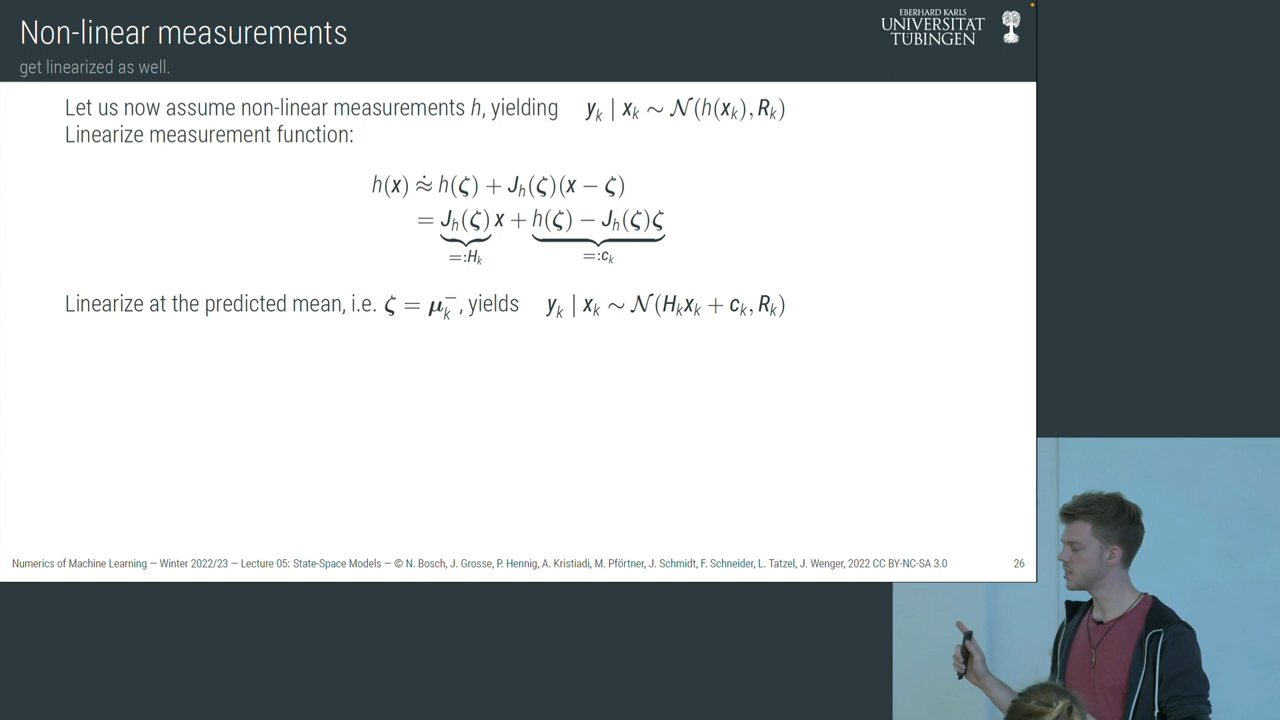 Non-linear measurements
get linearized as well.
EBERHARD KARLS
UNIVERSITÄT
TÜBINGEN
Let us now assume non-linear measurements h, yielding y_k | x_k ∼ 𝒩(h(x_k), R_k)
Linearize measurement function:
h(x) ≈̇ h(ζ) + J_h(ζ)(x − ζ)
= J_h(ζ) x + h(ζ) − J_h(ζ)ζ
=:H_k =:c_k
Linearize at the predicted mean, i.e. ζ = μ_k^−, yields y_k | x_k ∼ 𝒩(H_k x_k + c_k, R_k)
Numerics of Machine Learning — Winter 2022/23 — Lecture 05: State-Space Models — © N. Bosch, J. Grosse, P. Hennig, A. Kristiadi, M. Pförtner, J. Schmidt, F. Schneider, L. Tatzel, J. Wenger, 2022 CC BY-NC-SA 3.0 26